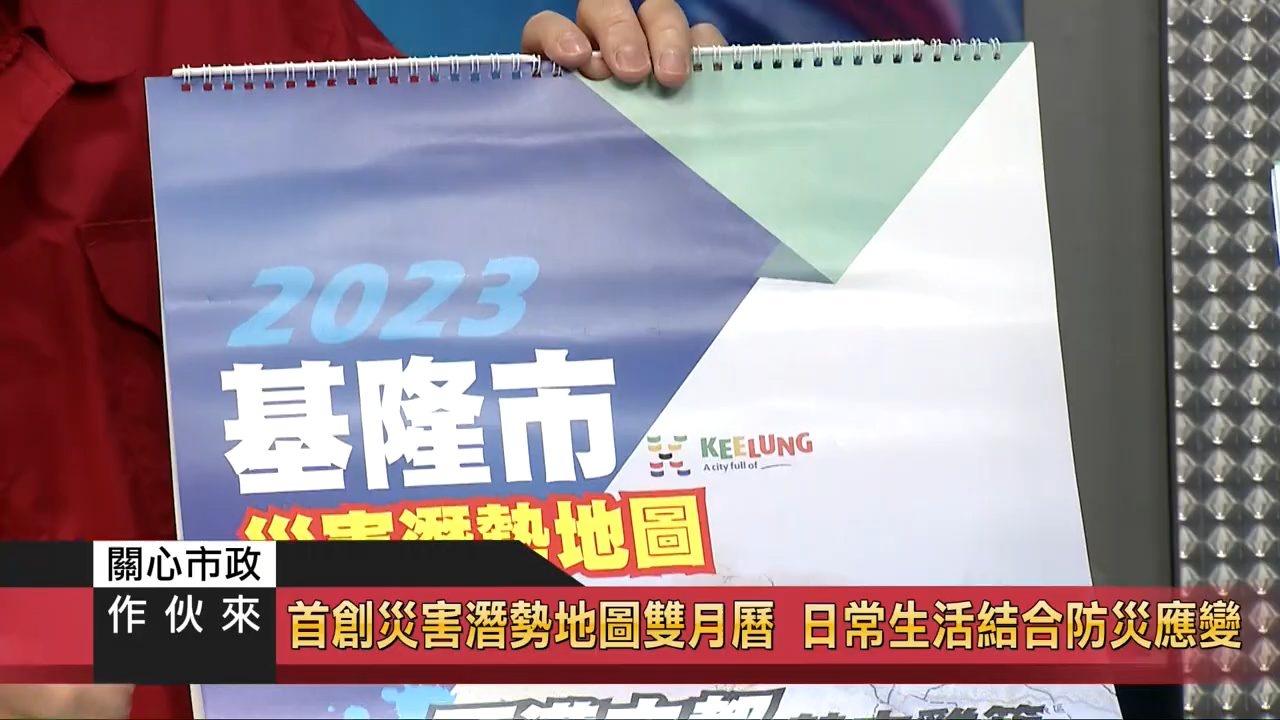 2023
基隆市
KEELUNG
A city full of
災害潛勢地圖
關心市政
作伙來
首創災害潛勢地圖雙月曆 日常生活結合防災應變